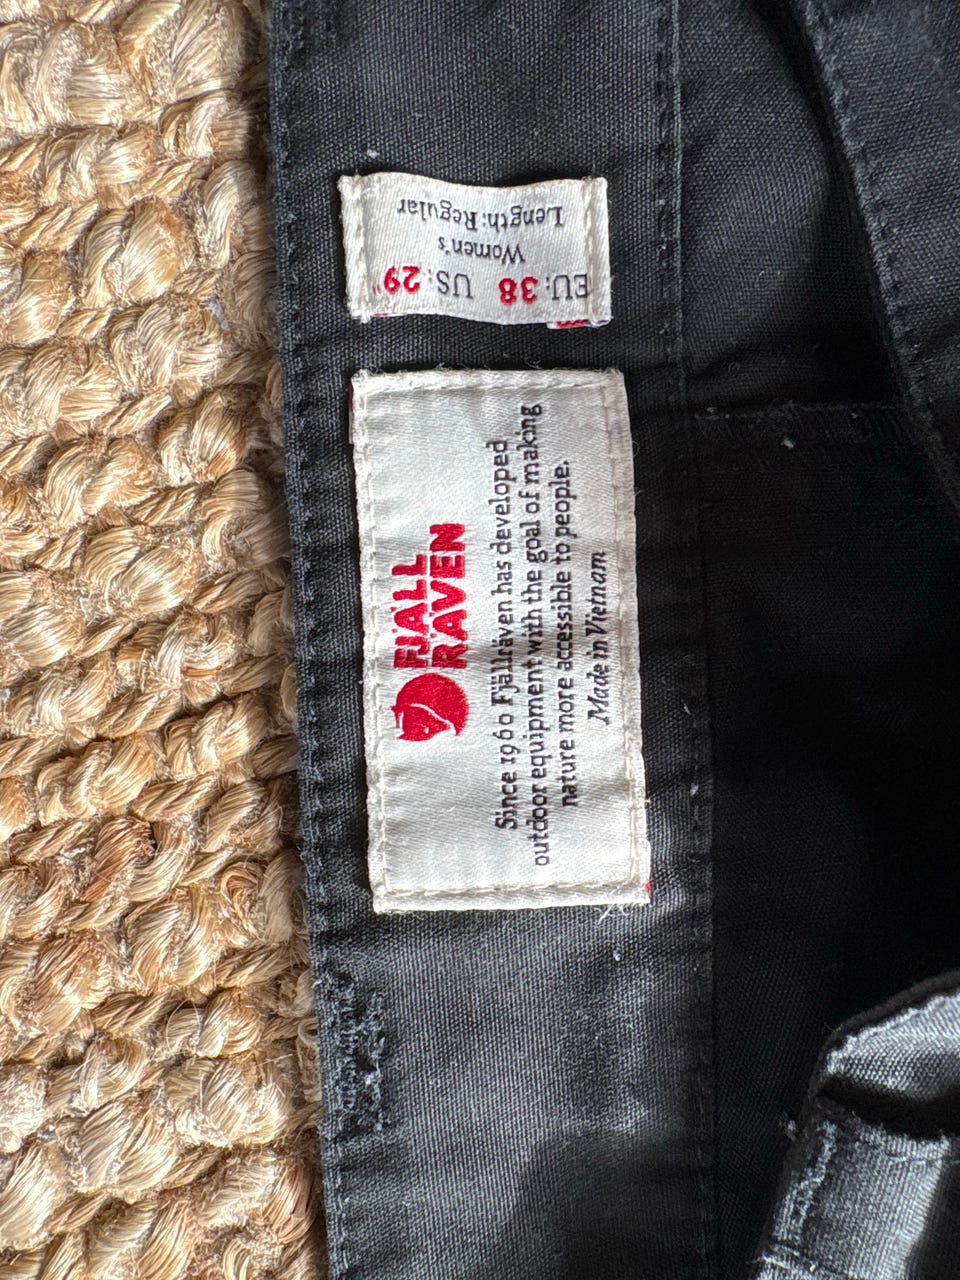 EU: 38 US: 29"
Women's
Length: Regular
FJÄLL
RÄVEN
Since 1960 Fjällräven has developed
outdoor equipment with the goal of making
nature more accessible to people.
Made in Vietnam